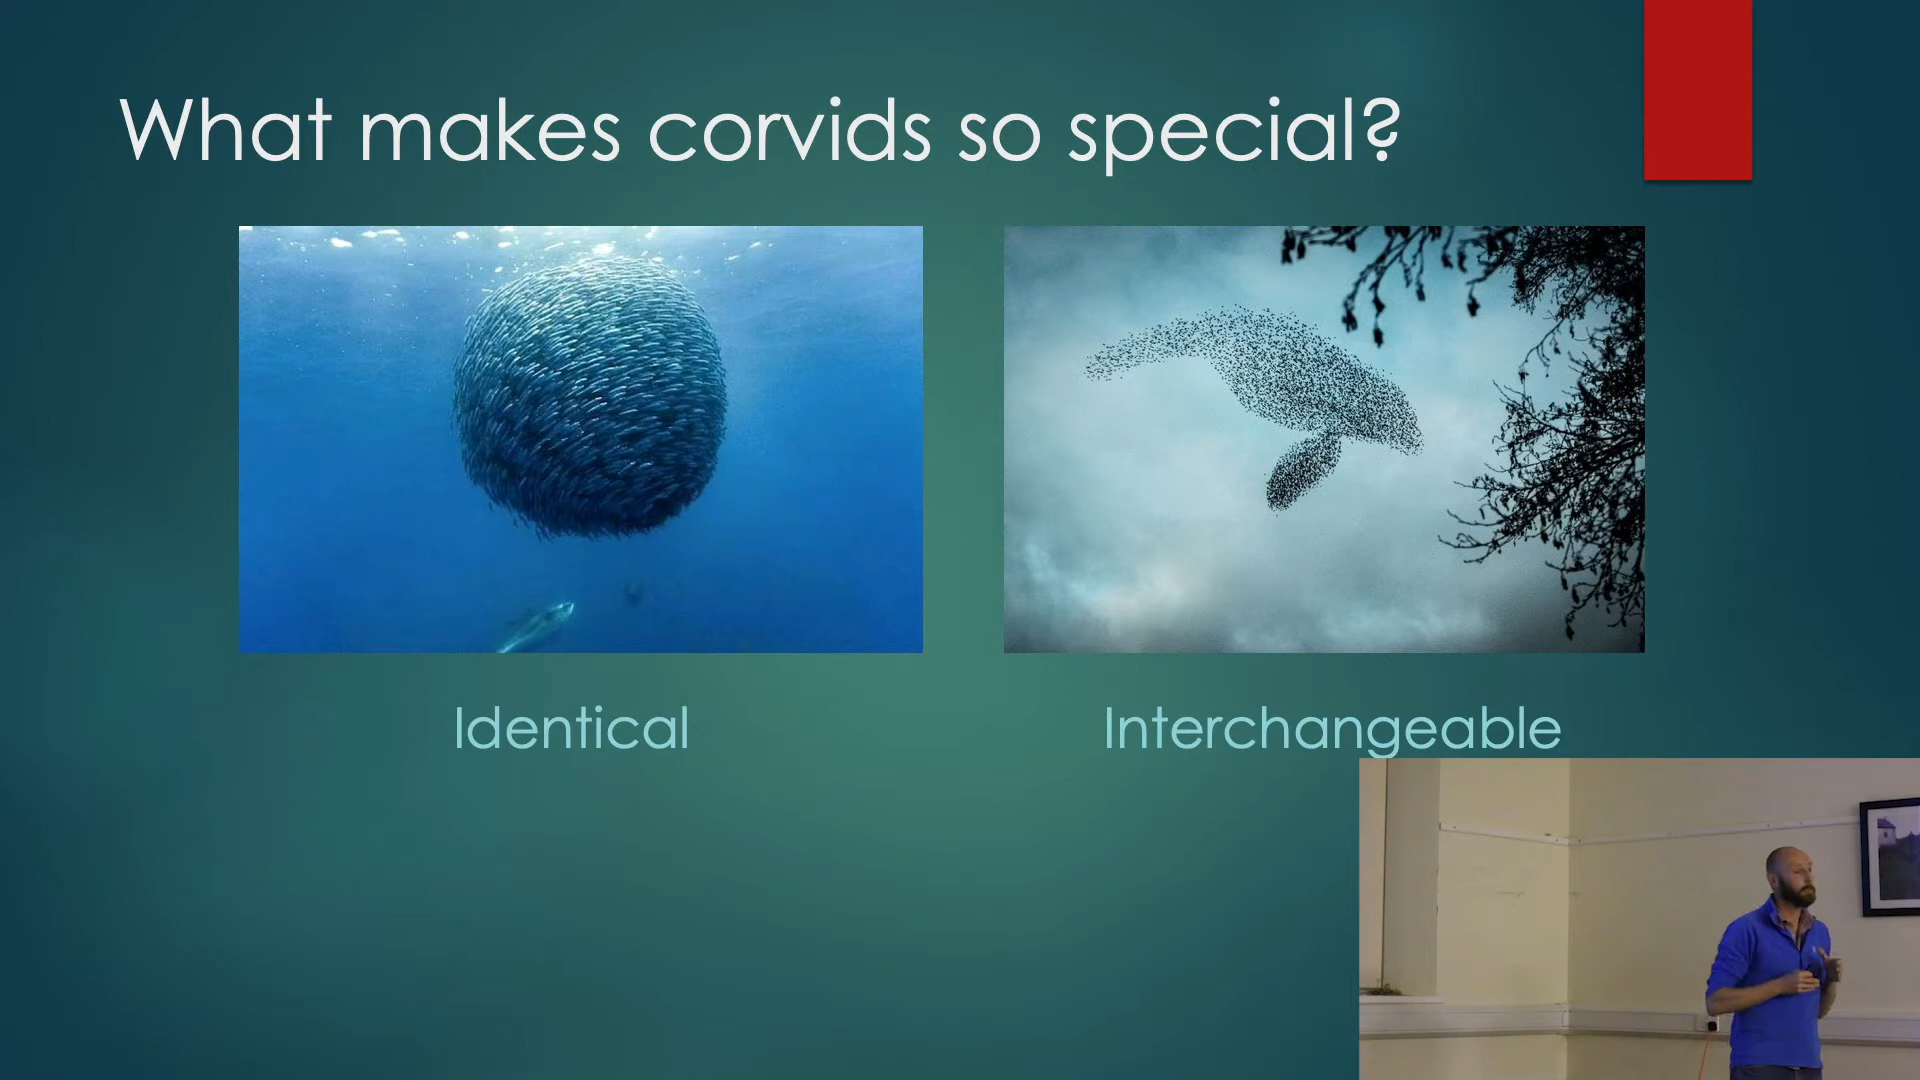 What makes corvids so special?
Identical
Interchangeable